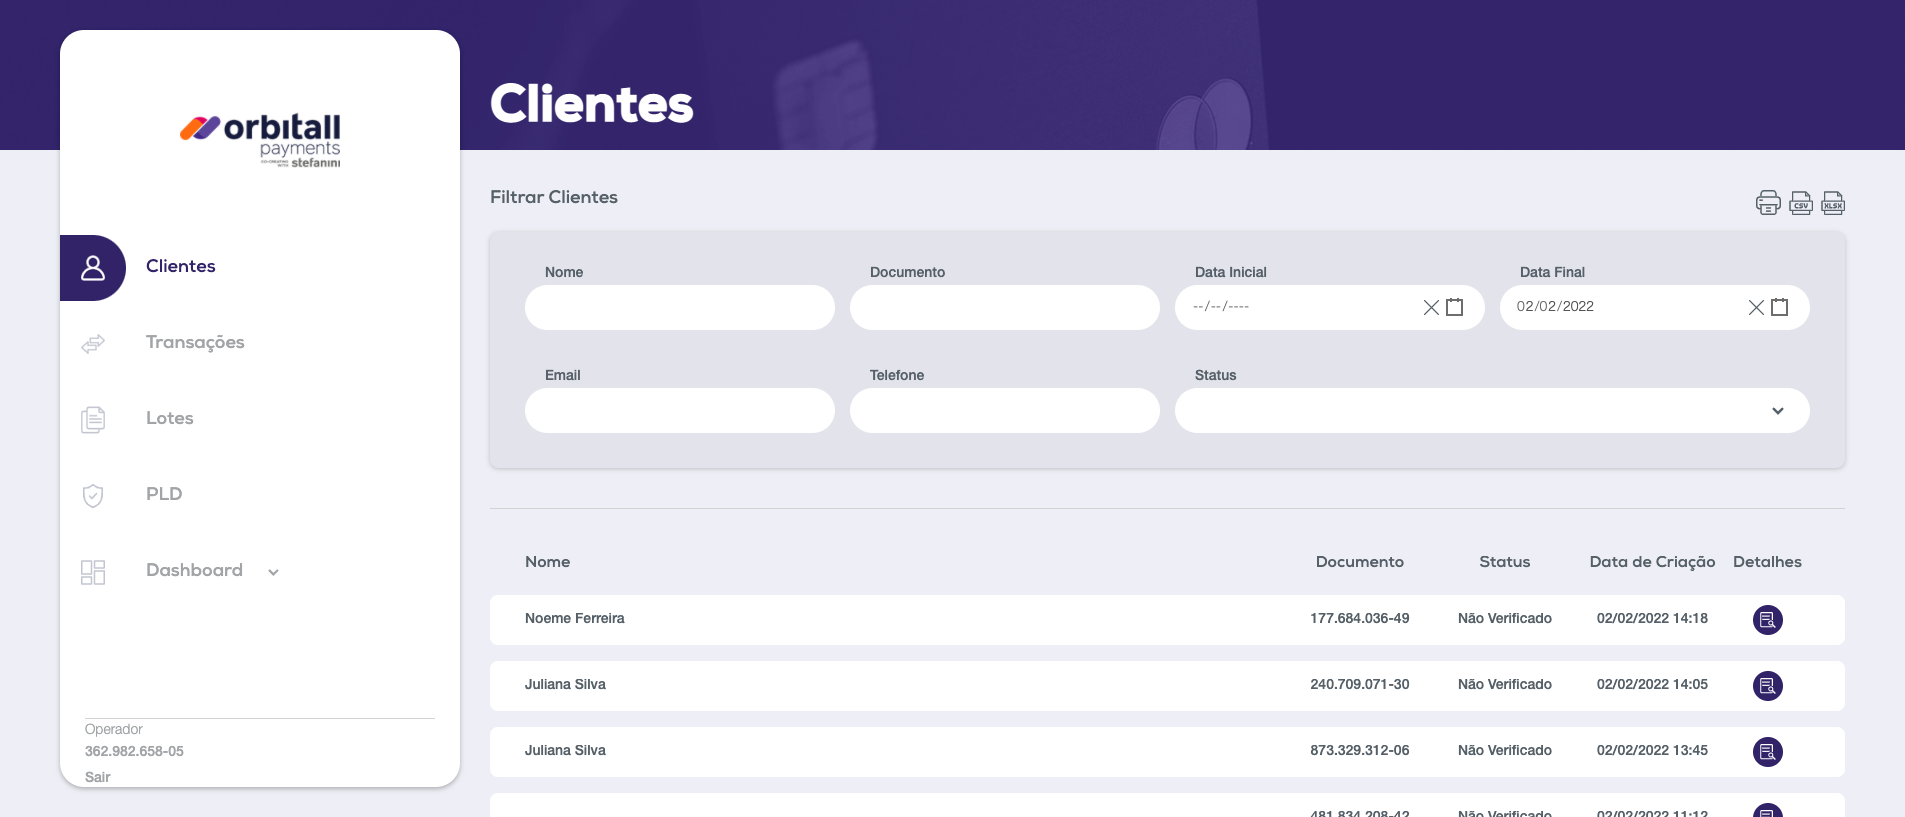 orbitall
payments
CO-CREATING WITH stefanini
Clientes
Clientes
Transações
Lotes
PLD
Dashboard
Operador
362.982.658-05
Sair
Filtrar Clientes
CSV XLSX
Nome Documento Data Inicial Data Final
--/--/---- 02/02/2022
Email Telefone Status
Nome Documento Status Data de Criação Detalhes
Noeme Ferreira 177.684.036-49 Não Verificado 02/02/2022 14:18
Juliana Silva 240.709.071-30 Não Verificado 02/02/2022 14:05
Juliana Silva 873.329.312-06 Não Verificado 02/02/2022 13:45
481.834.208-42 Não Verificado 02/02/2022 11:12